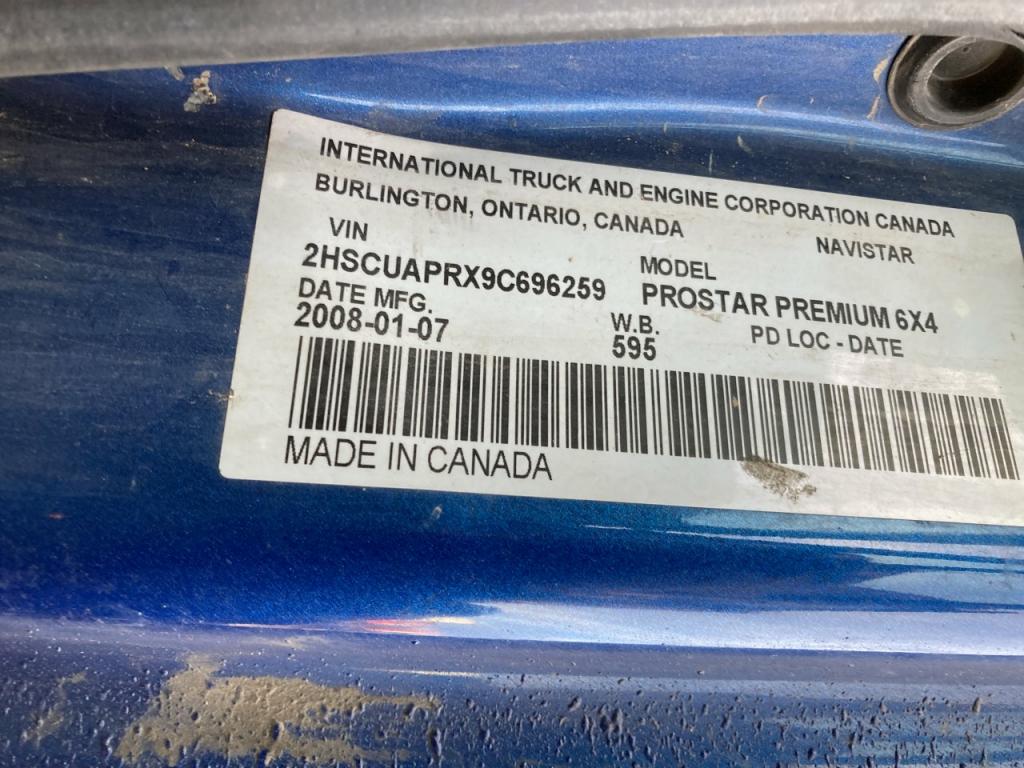 INTERNATIONAL TRUCK AND ENGINE CORPORATION CANADA
BURLINGTON, ONTARIO, CANADA NAVISTAR
VIN MODEL
2HSCUAPRX9C696259 PROSTAR PREMIUM 6X4
DATE MFG. W.B. PD LOC - DATE
2008-01-07 595
MADE IN CANADA